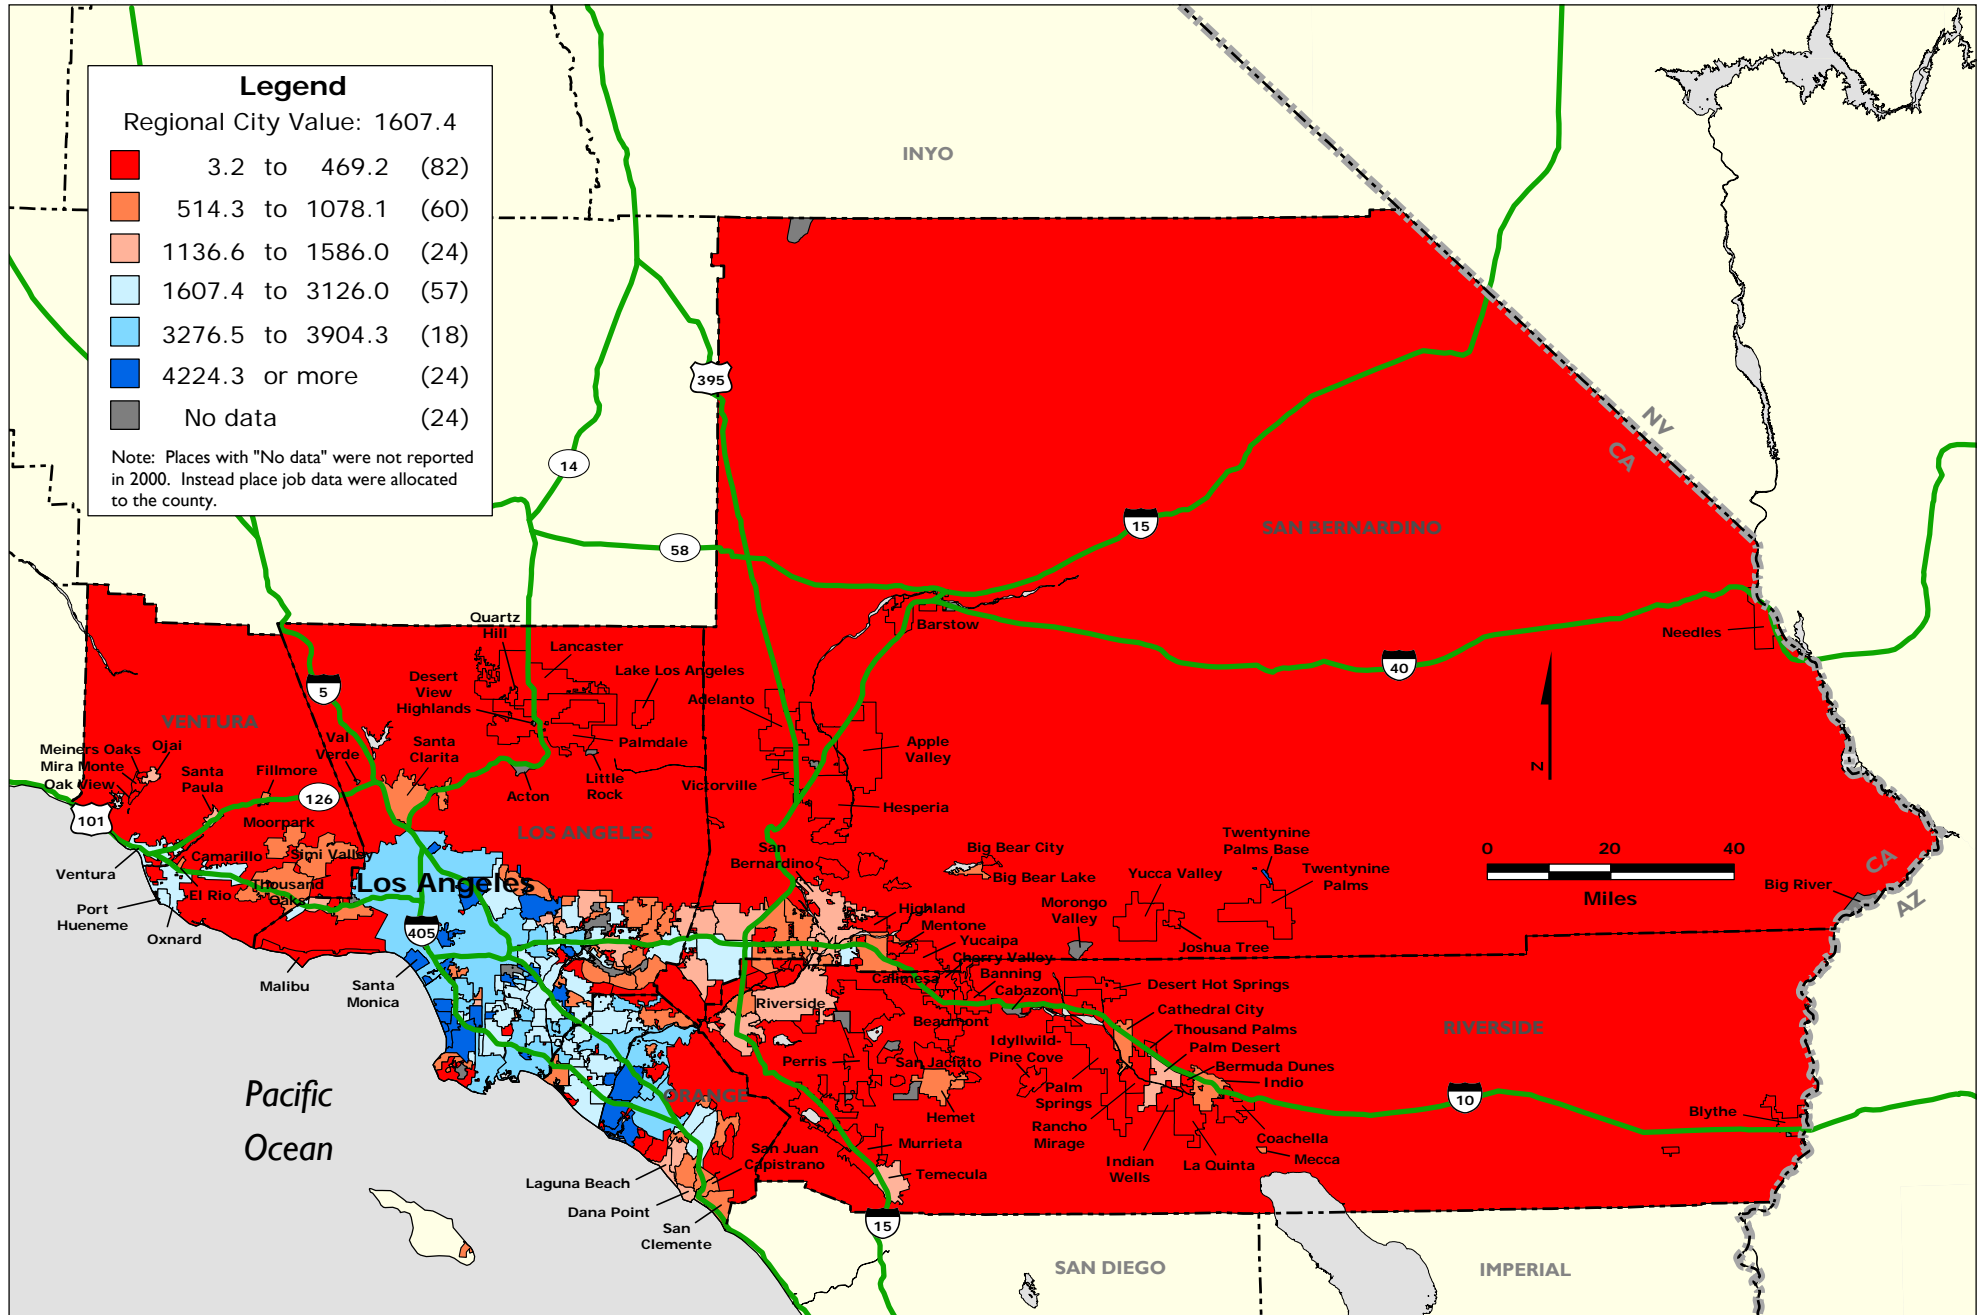 Legend
Regional City Value: 1607.4
3.2 to 469.2 (82)
514.3 to 1078.1 (60)
1136.6 to 1586.0 (24)
1607.4 to 3126.0 (57)
3276.5 to 3904.3 (18)
4224.3 or more (24)
No data (24)
Note: Places with "No data" were not reported
in 2000. Instead place job data were allocated
to the county.
INYO
395
14
58
15
NV
CA
SAN BERNARDINO
Barstow
Needles
40
Quartz
Hill
Lancaster
Lake Los Angeles
Desert
View
Highlands
Adelanto
5
VENTURA
Val
Verde
Santa
Clarita
Palmdale
Apple
Valley
Meiners Oaks
Ojai
Mira Monte
Oak View
Santa
Paula
Fillmore
126
Acton
Little
Rock
Victorville
Hesperia
N
101
Moorpark
LOS ANGELES
Camarillo
Simi Valley
San
Bernardino
Big Bear City
Big Bear Lake
Twentynine
Palms Base
Twentynine
Palms
Yucca Valley
0 20 40
Miles
CA
AZ
Big River
Ventura
El Rio
Thousand
Oaks
Los Angeles
Port
Hueneme
Oxnard
405
Highland
Mentone
Yucaipa
Cherry Valley
Morongo
Valley
Joshua Tree
Malibu
Santa
Monica
Calimesa
Banning
Cabazon
Desert Hot Springs
Riverside
Beaumont
Cathedral City
Thousand Palms
RIVERSIDE
Idyllwild-
Pine Cove
Palm Desert
Perris
San Jacinto
Bermuda Dunes
Indio
Palm
Springs
10
ORANGE
Hemet
Rancho
Mirage
Blythe
Pacific
Ocean
Murrieta
Coachella
San Juan
Capistrano
Temecula
Indian
Wells
La Quinta
Mecca
Laguna Beach
Dana Point
San
Clemente
15
SAN DIEGO
IMPERIAL